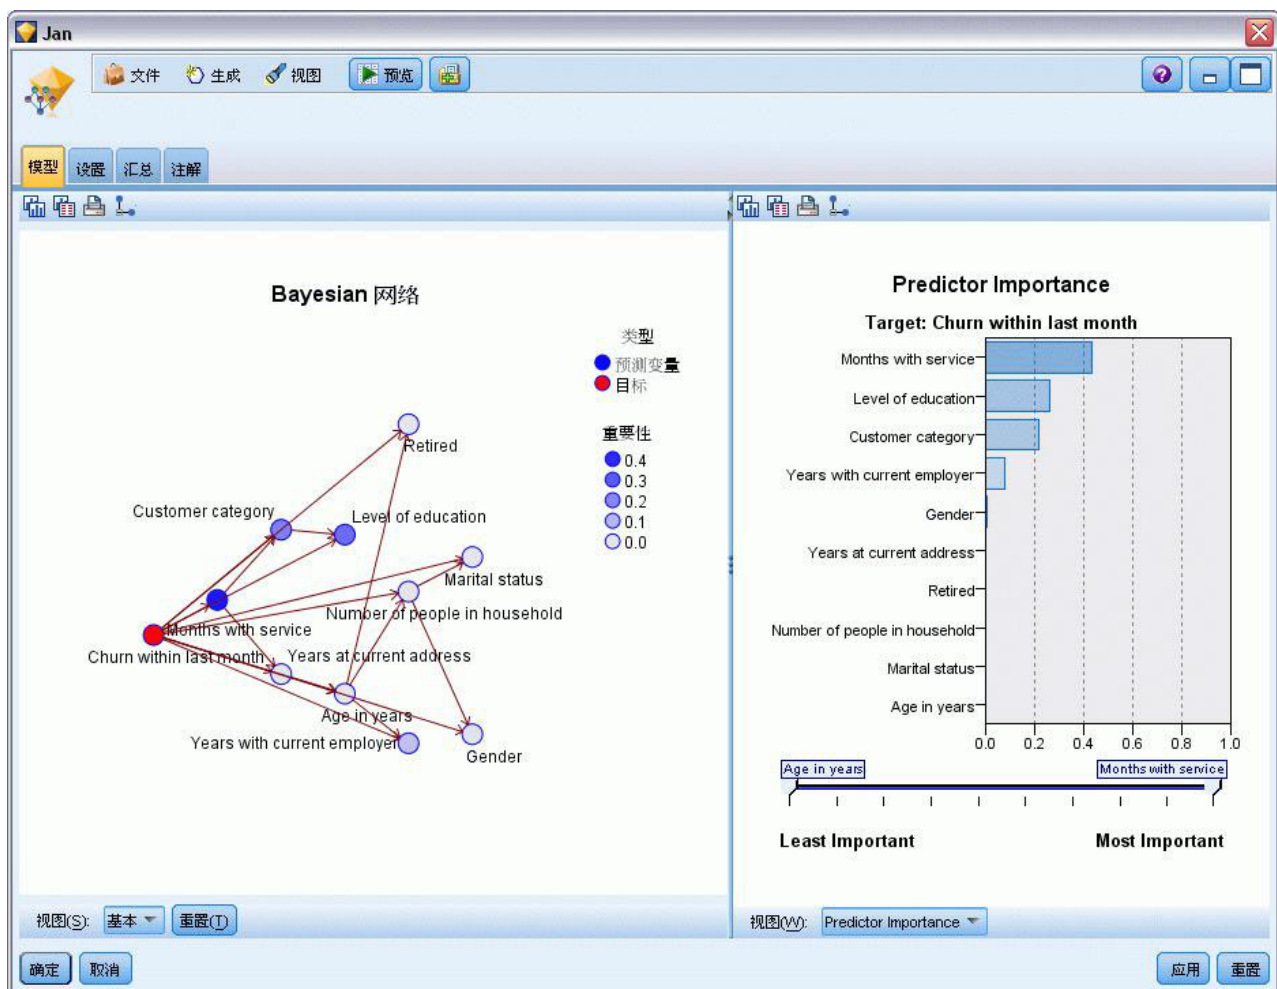 Jan
文件 生成 视图 预览
模型 设置 汇总 注解
Bayesian 网络
类型
预测变量
目标
重要性
0.4
0.3
0.2
0.1
0.0
Retired
Customer category
Level of education
Marital status
Number of people in household
Months with service
Churn within last month
Years at current address
Age in years
Years with current employer
Gender
视图(S): 基本 重置(T)
Predictor Importance
Target: Churn within last month
Months with service
Level of education
Customer category
Years with current employer
Gender
Years at current address
Retired
Number of people in household
Marital status
Age in years
0.0 0.2 0.4 0.6 0.8 1.0
Age in years Months with service
Least Important Most Important
视图(W): Predictor Importance
确定 取消 应用 重置